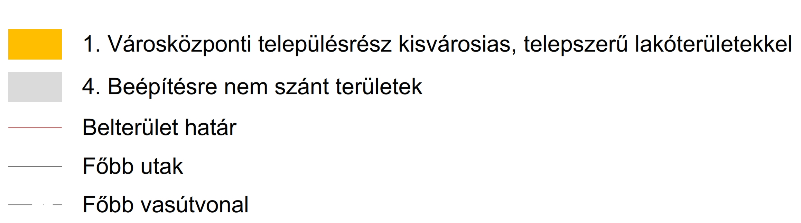 1. Városközponti településrész kisvárosias, telepszerű lakóterületekkel
4. Beépítésre nem szánt területek
Belterület határ
Főbb utak
Főbb vasútvonal